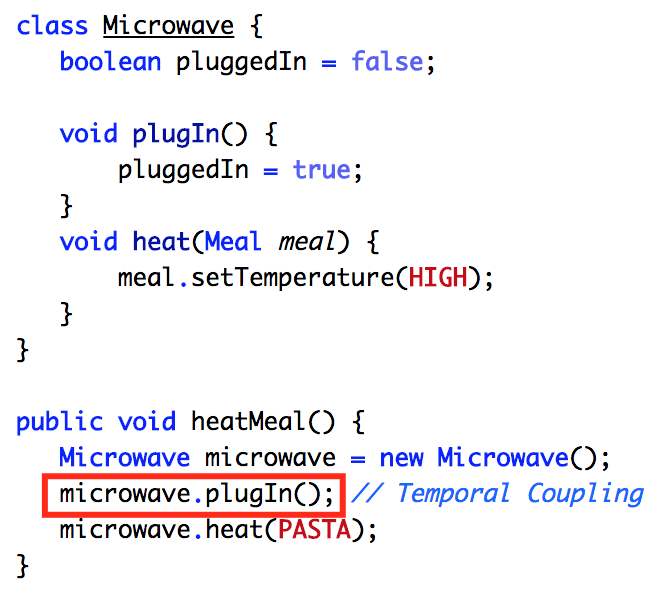 class Microwave {
boolean pluggedIn = false;
void plugIn() {
pluggedIn = true;
}
void heat(Meal meal) {
meal.setTemperature(HIGH);
}
}
public void heatMeal() {
Microwave microwave = new Microwave();
microwave.plugIn(); // Temporal Coupling
microwave.heat(PASTA);
}